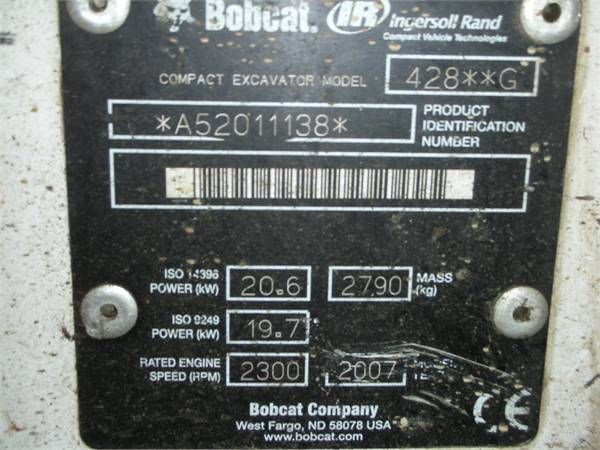 Bobcat. IR Ingersoll Rand
Compact Vehicle Technologies
COMPACT EXCAVATOR MODEL 428**G
*A52011138* PRODUCT IDENTIFICATION NUMBER
ISO 14396 POWER (kW) 20.6 2790 MASS (kg)
ISO 9249 POWER (kW) 19.7
RATED ENGINE SPEED (RPM) 2300 2007
Bobcat Company
West Fargo, ND 58078 USA
www.bobcat.com
CE